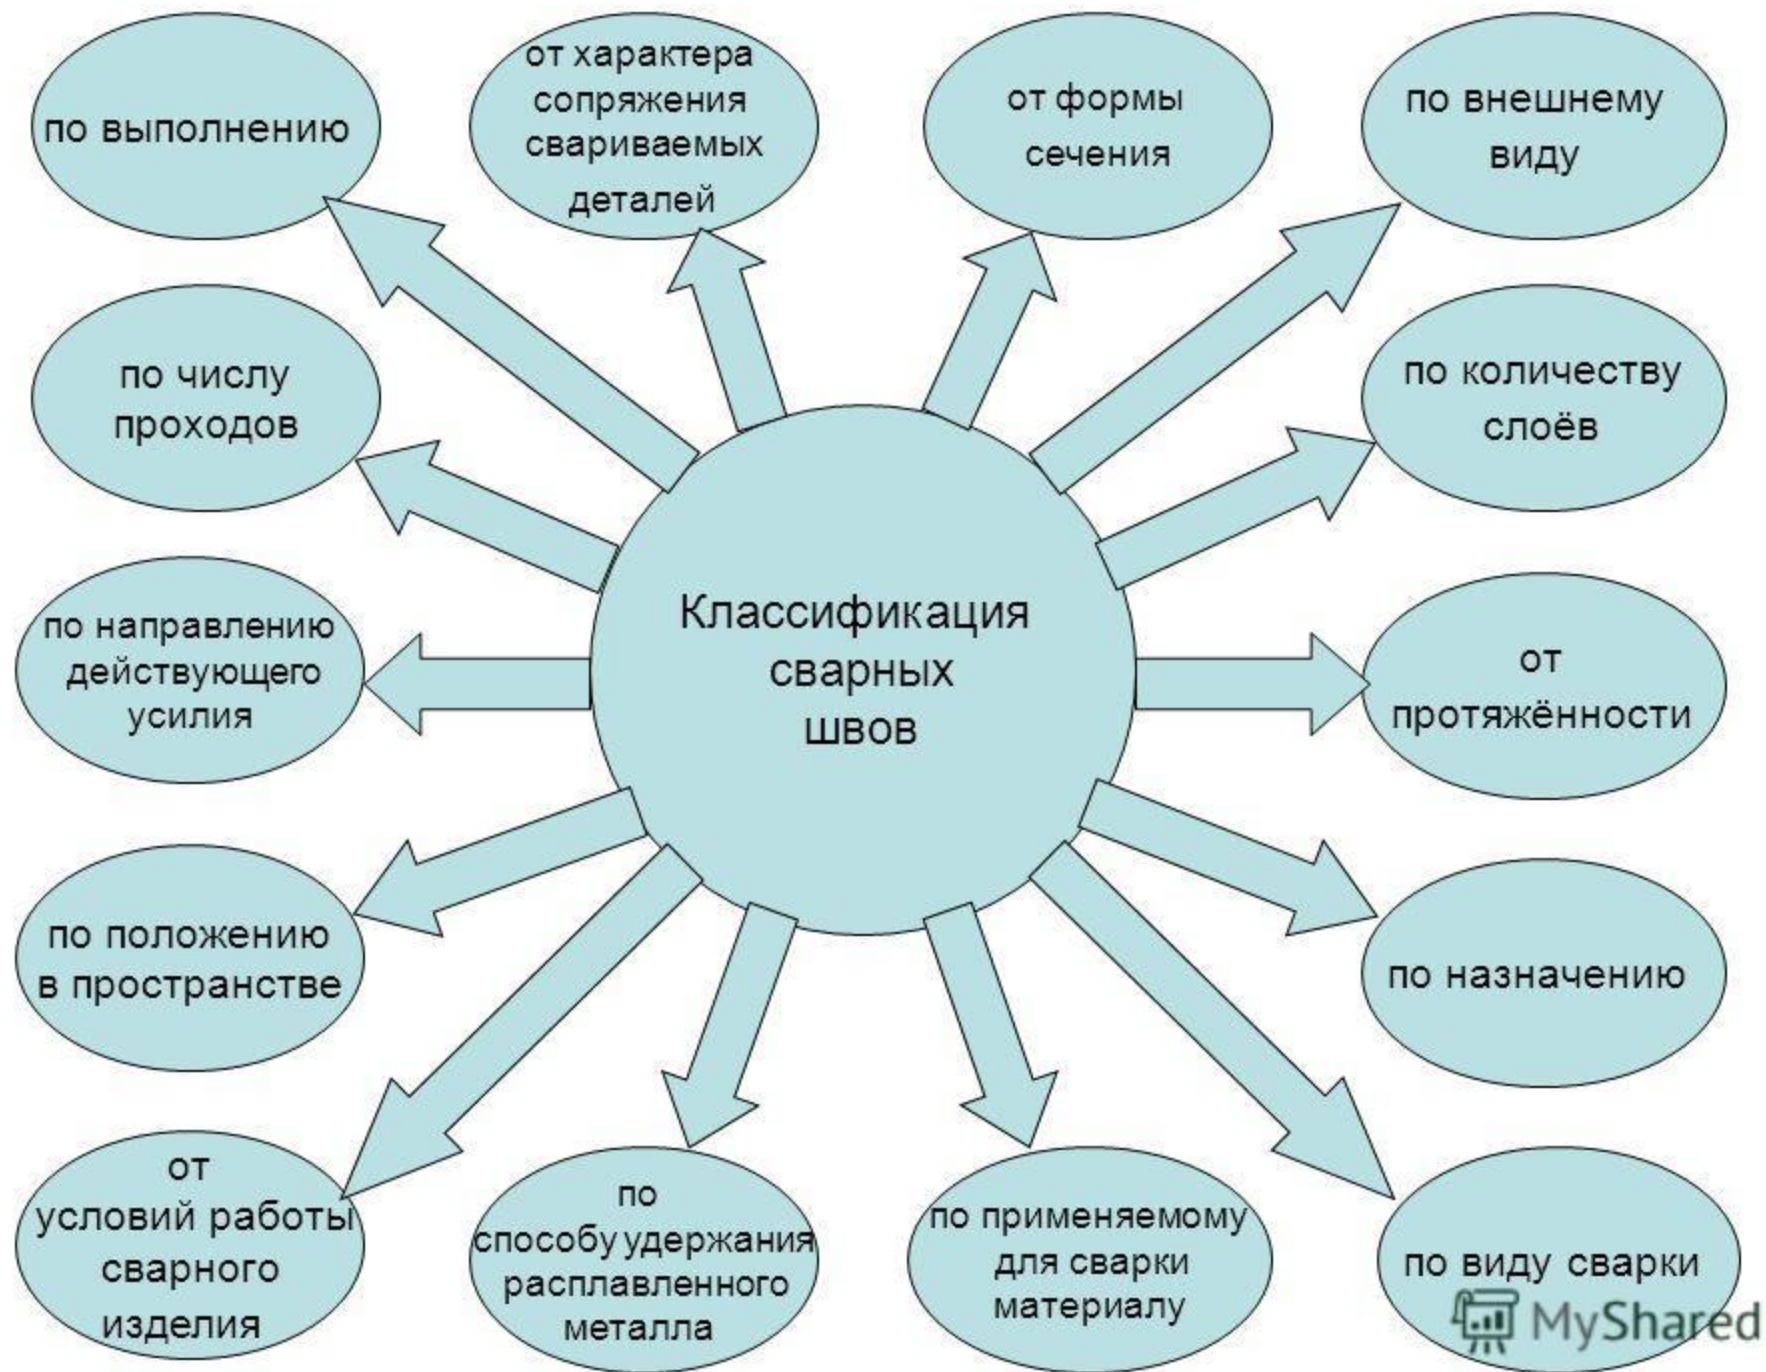 по выполнению
от характера
сопряжения
свариваемых
деталей
от формы
сечения
по внешнему
виду
по числу
проходов
по количеству
слоёв
Классификация
сварных
швов
по направлению
действующего
усилия
от
протяжённости
по положению
в пространстве
по назначению
от
условий работы
сварного
изделия
по
способу удержания
расплавленного
металла
по применяемому
для сварки
материалу
по виду сварки
MyShared